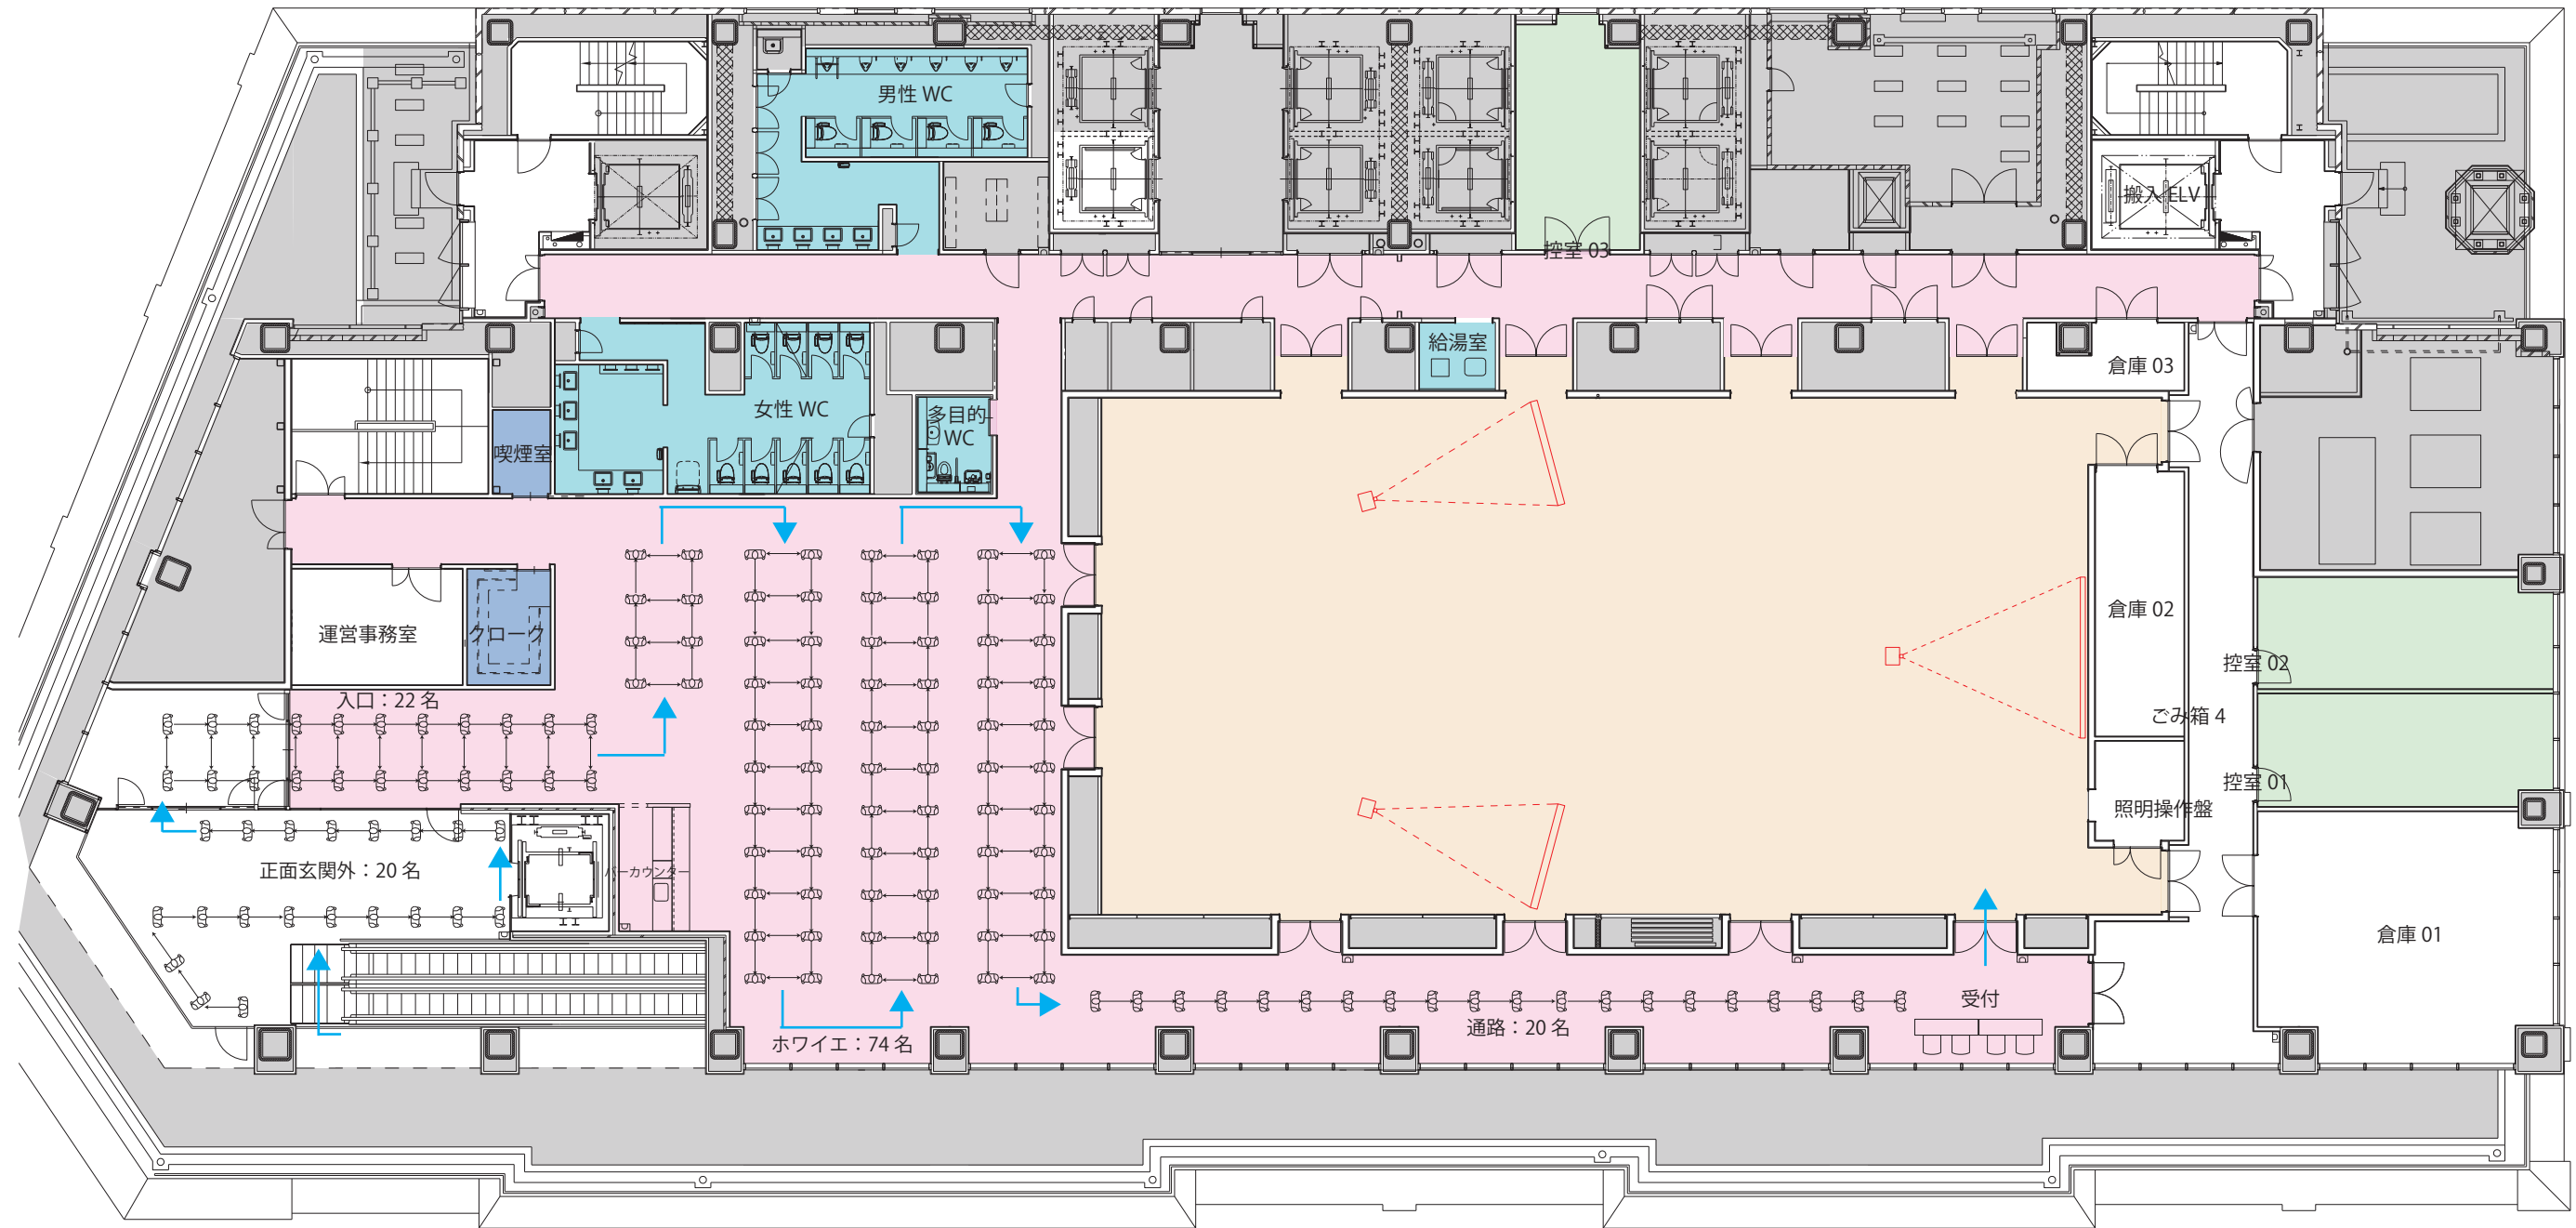 男性 WC
搬入 ELV
控室 03
給湯室
倉庫 03
女性 WC
多目的
WC
喫煙室
倉庫 02
運営事務室
クローク
控室 02
入口：22 名
ごみ箱 4
控室 01
照明操作盤
正面玄関外：20 名
バーカウンター
倉庫 01
受付
通路：20 名
ホワイエ：74 名